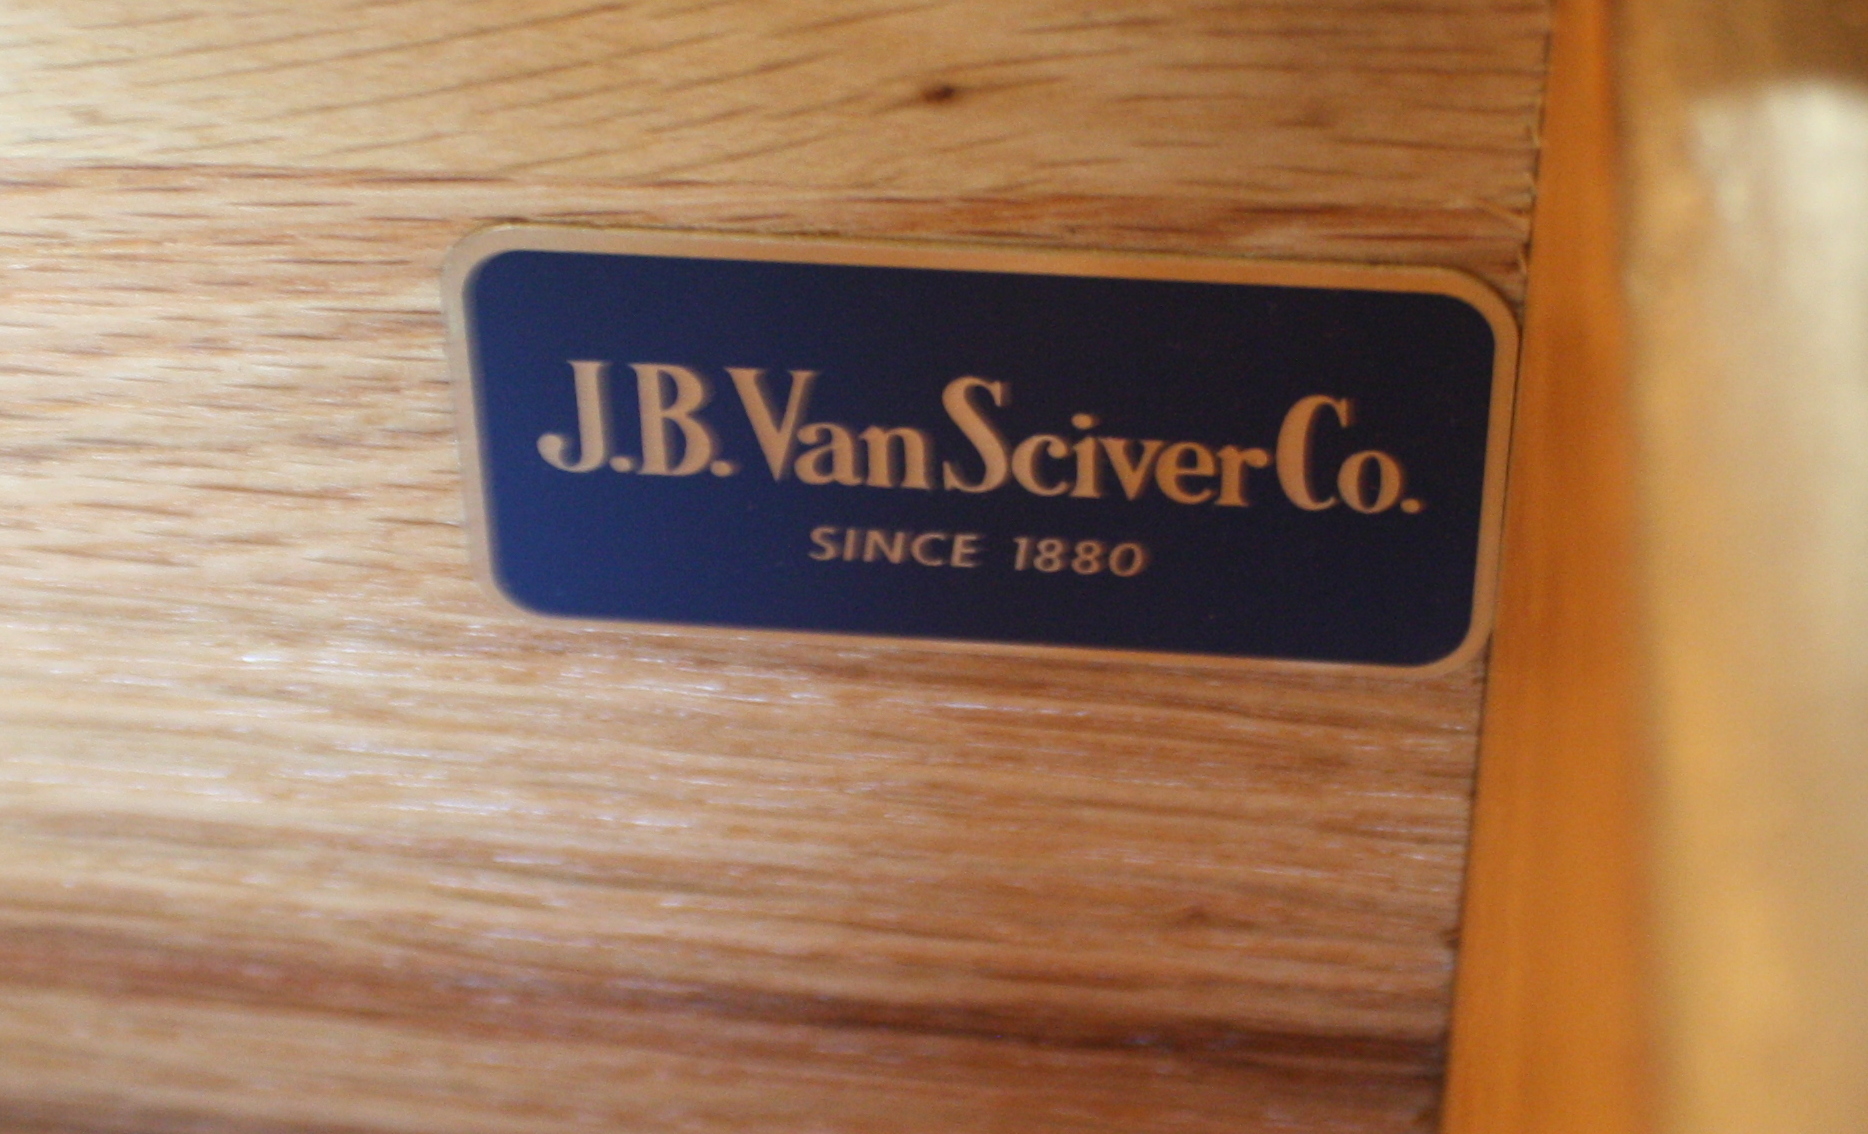 J.B. Van Sciver Co.
SINCE 1880